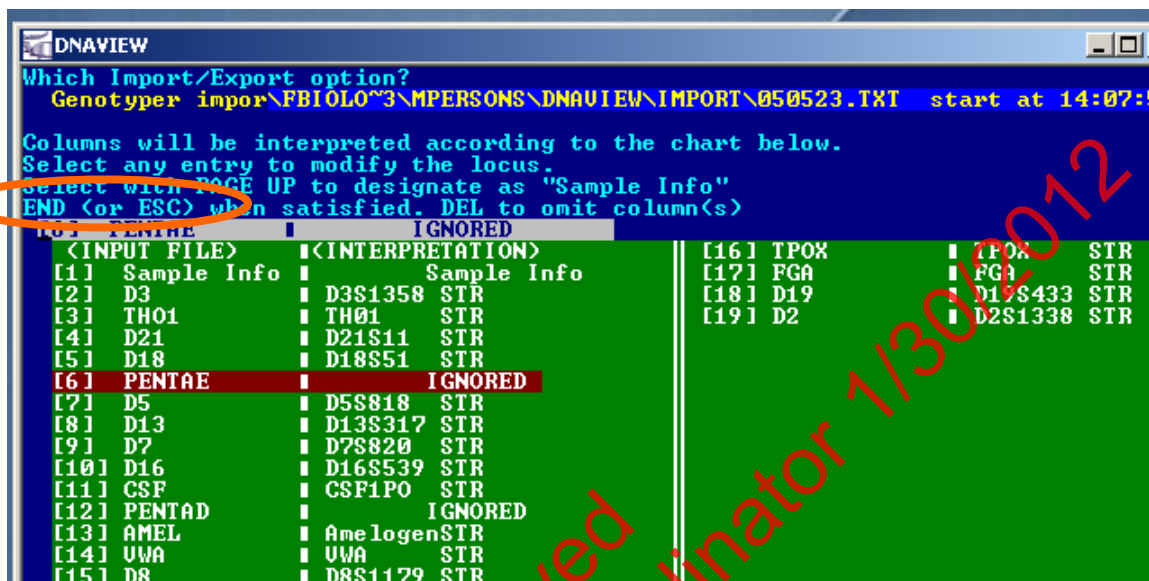 DNAVIEW
Which Import/Export option?
Genotyper impor\FBIOLO~3\MPERSONS\DNAVIEW\IMPORT\050523.TXT start at 14:07:
Columns will be interpreted according to the chart below.
Select any entry to modify the locus.
Select with PAGE UP to designate as "Sample Info"
END (or ESC) when satisfied. DEL to omit column(s)
[6] PENTAE IGNORED
(INPUT FILE) (INTERPRETATION)
[1] Sample Info Sample Info
[2] D3 D3S1358 STR
[3] THO1 TH01 STR
[4] D21 D21S11 STR
[5] D18 D18S51 STR
[6] PENTAE IGNORED
[7] D5 D5S818 STR
[8] D13 D13S317 STR
[9] D7 D7S820 STR
[10] D16 D16S539 STR
[11] CSF CSF1PO STR
[12] PENTAD IGNORED
[13] AMEL AmelogenSTR
[14] VWA VWA STR
[15] D8 D8S1179 STR
[16] TPOX TPOX STR
[17] FGA FGA STR
[18] D19 D19S433 STR
[19] D2 D2S1338 STR
ved
dinator 1/30/2012